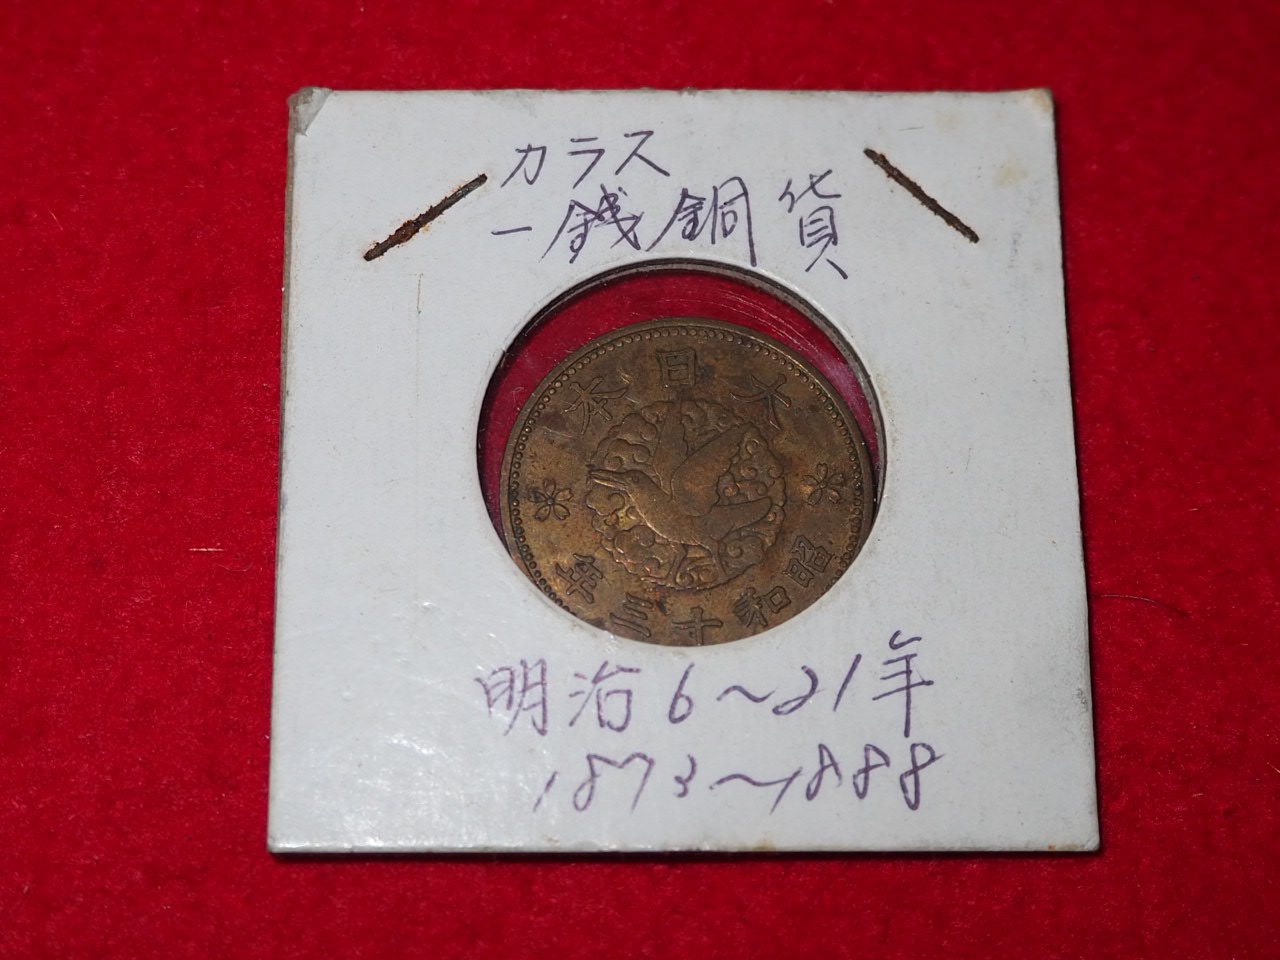 カラス
一銭銅貨
大日本
昭和十三年
明治6〜21年
1873〜1888